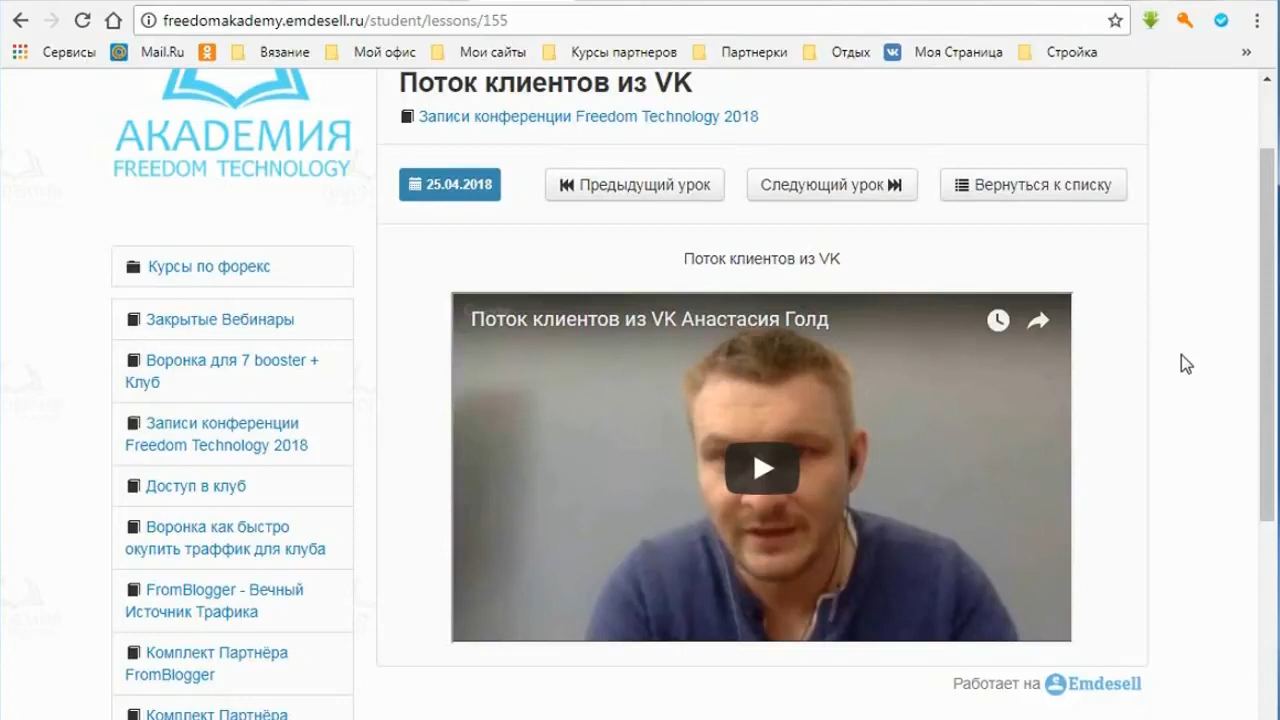 freedomakademy.emdesell.ru/student/lessons/155
Сервисы Mail.Ru Вязание Мой офис Мои сайты Курсы партнеров Партнерки Отдых Моя Страница Стройка »
АКАДЕМИЯ
FREEDOM TECHNOLOGY
Курсы по форекс
Закрытые Вебинары
Воронка для 7 booster +
Клуб
Записи конференции
Freedom Technology 2018
Доступ в клуб
Воронка как быстро
окупить траффик для клуба
FromBlogger - Вечный
Источник Трафика
Комплект Партнёра
FromBlogger
Комплект Партнёра
Поток клиентов из VK
Записи конференции Freedom Technology 2018
25.04.2018 Предыдущий урок Следующий урок Вернуться к списку
Поток клиентов из VK
Поток клиентов из VK Анастасия Голд
Работает на Emdesell